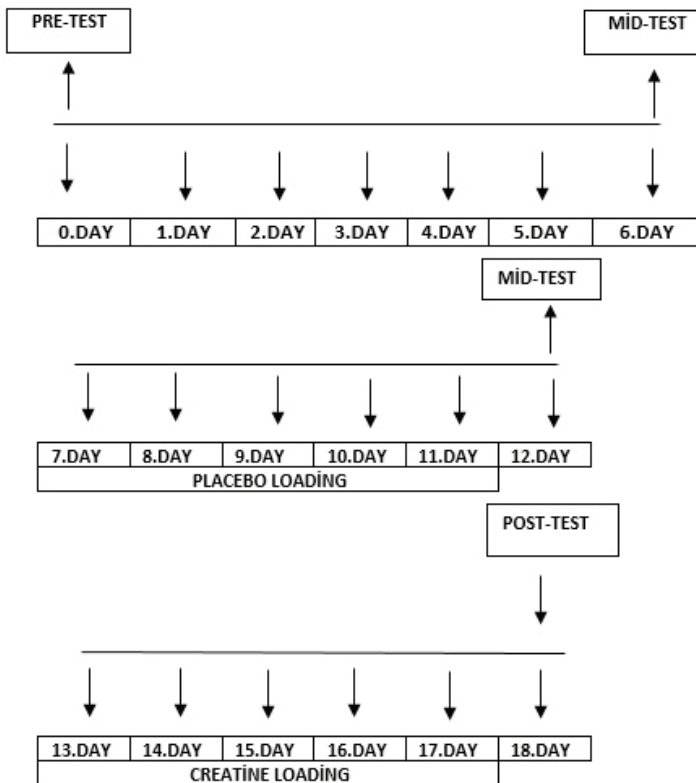 PRE-TEST
MİD-TEST
0.DAY 1.DAY 2.DAY 3.DAY 4.DAY 5.DAY 6.DAY
MİD-TEST
7.DAY 8.DAY 9.DAY 10.DAY 11.DAY 12.DAY
PLACEBO LOADİNG
POST-TEST
13.DAY 14.DAY 15.DAY 16.DAY 17.DAY 18.DAY
CREATİNE LOADING